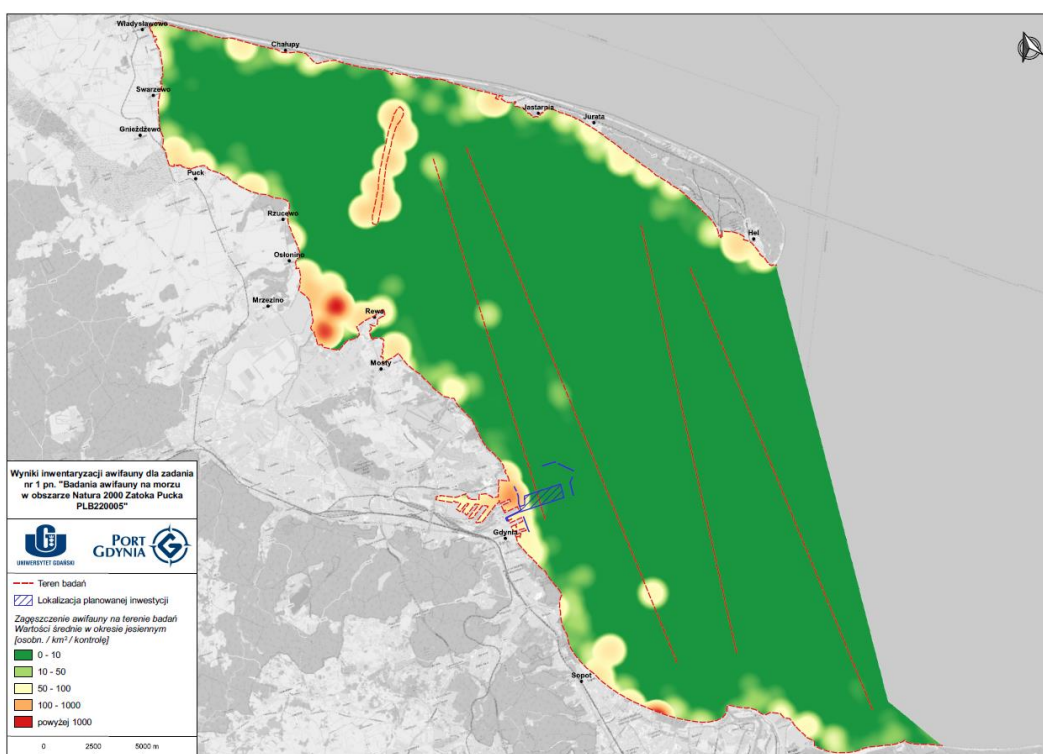 Władysławowo
Chałupy
Swarzewo
Gnieżdżewo
Puck
Jastarnia
Jurata
Rzucewo
Hel
Osłonino
Mrzezino
Rewa
Mosty
Gdynia
Sopot
Wyniki inwentaryzacji awifauny dla zadania
nr 1 pn. "Badania awifauny na morzu
w obszarze Natura 2000 Zatoka Pucka
PLB220005"
UNIWERSYTET GDAŃSKI
PORT
GDYNIA
Teren badań
Lokalizacja planowanej inwestycji
Zagęszczenie awifauny na terenie badań
Wartości średnie w okresie jesiennym
[osobn. / km² / kontrolę]
0 - 10
10 - 50
50 - 100
100 - 1000
powyżej 1000
0 2500 5000 m